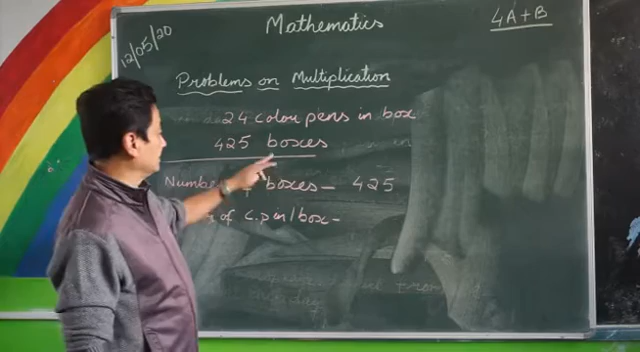 Mathematics
4A+B
12/05/20
Problems on Multiplication
24 colour pens in box
425 boxes
boxes - 425
of c.pen/box -